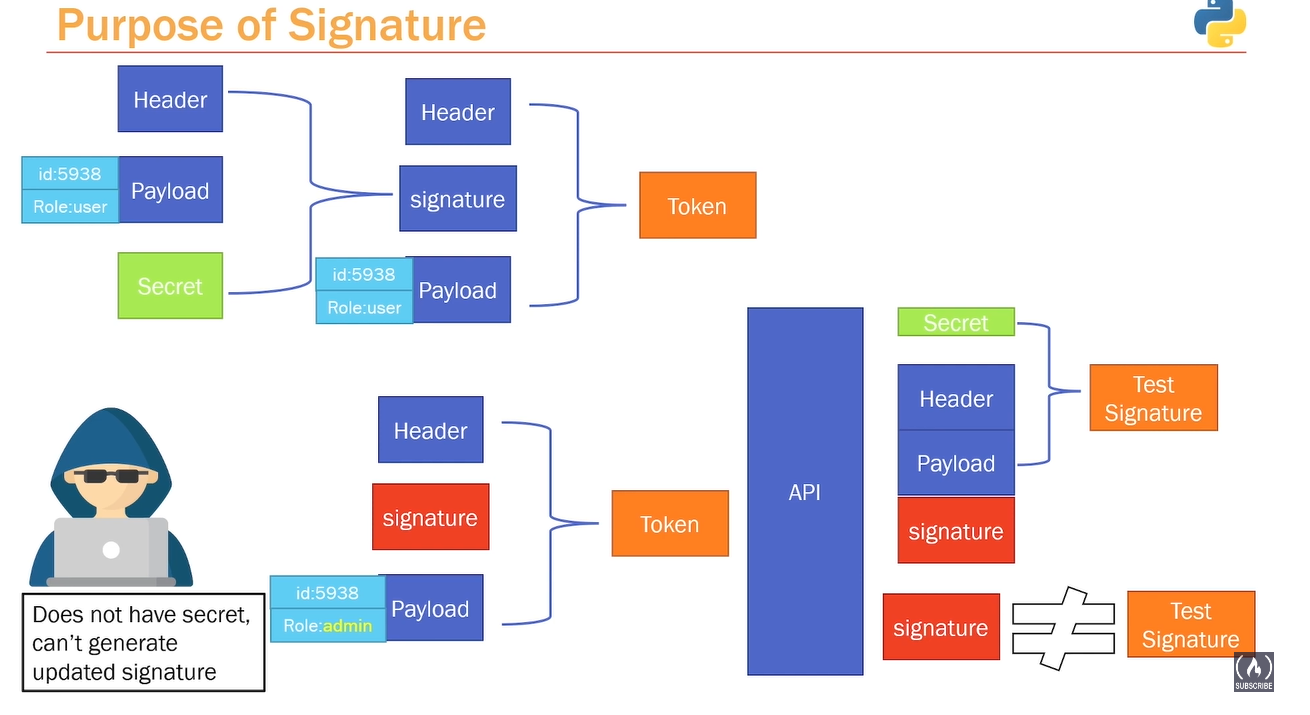 Purpose of Signature
Header
id:5938
Role:user
Payload
Secret
Header
signature
id:5938
Role:user
Payload
Token
Header
signature
id:5938
Role:admin
Payload
Token
Does not have secret,
can't generate
updated signature
API
Secret
Header
Payload
signature
Test
Signature
signature
≠
Test
Signature
SUBSCRIBE